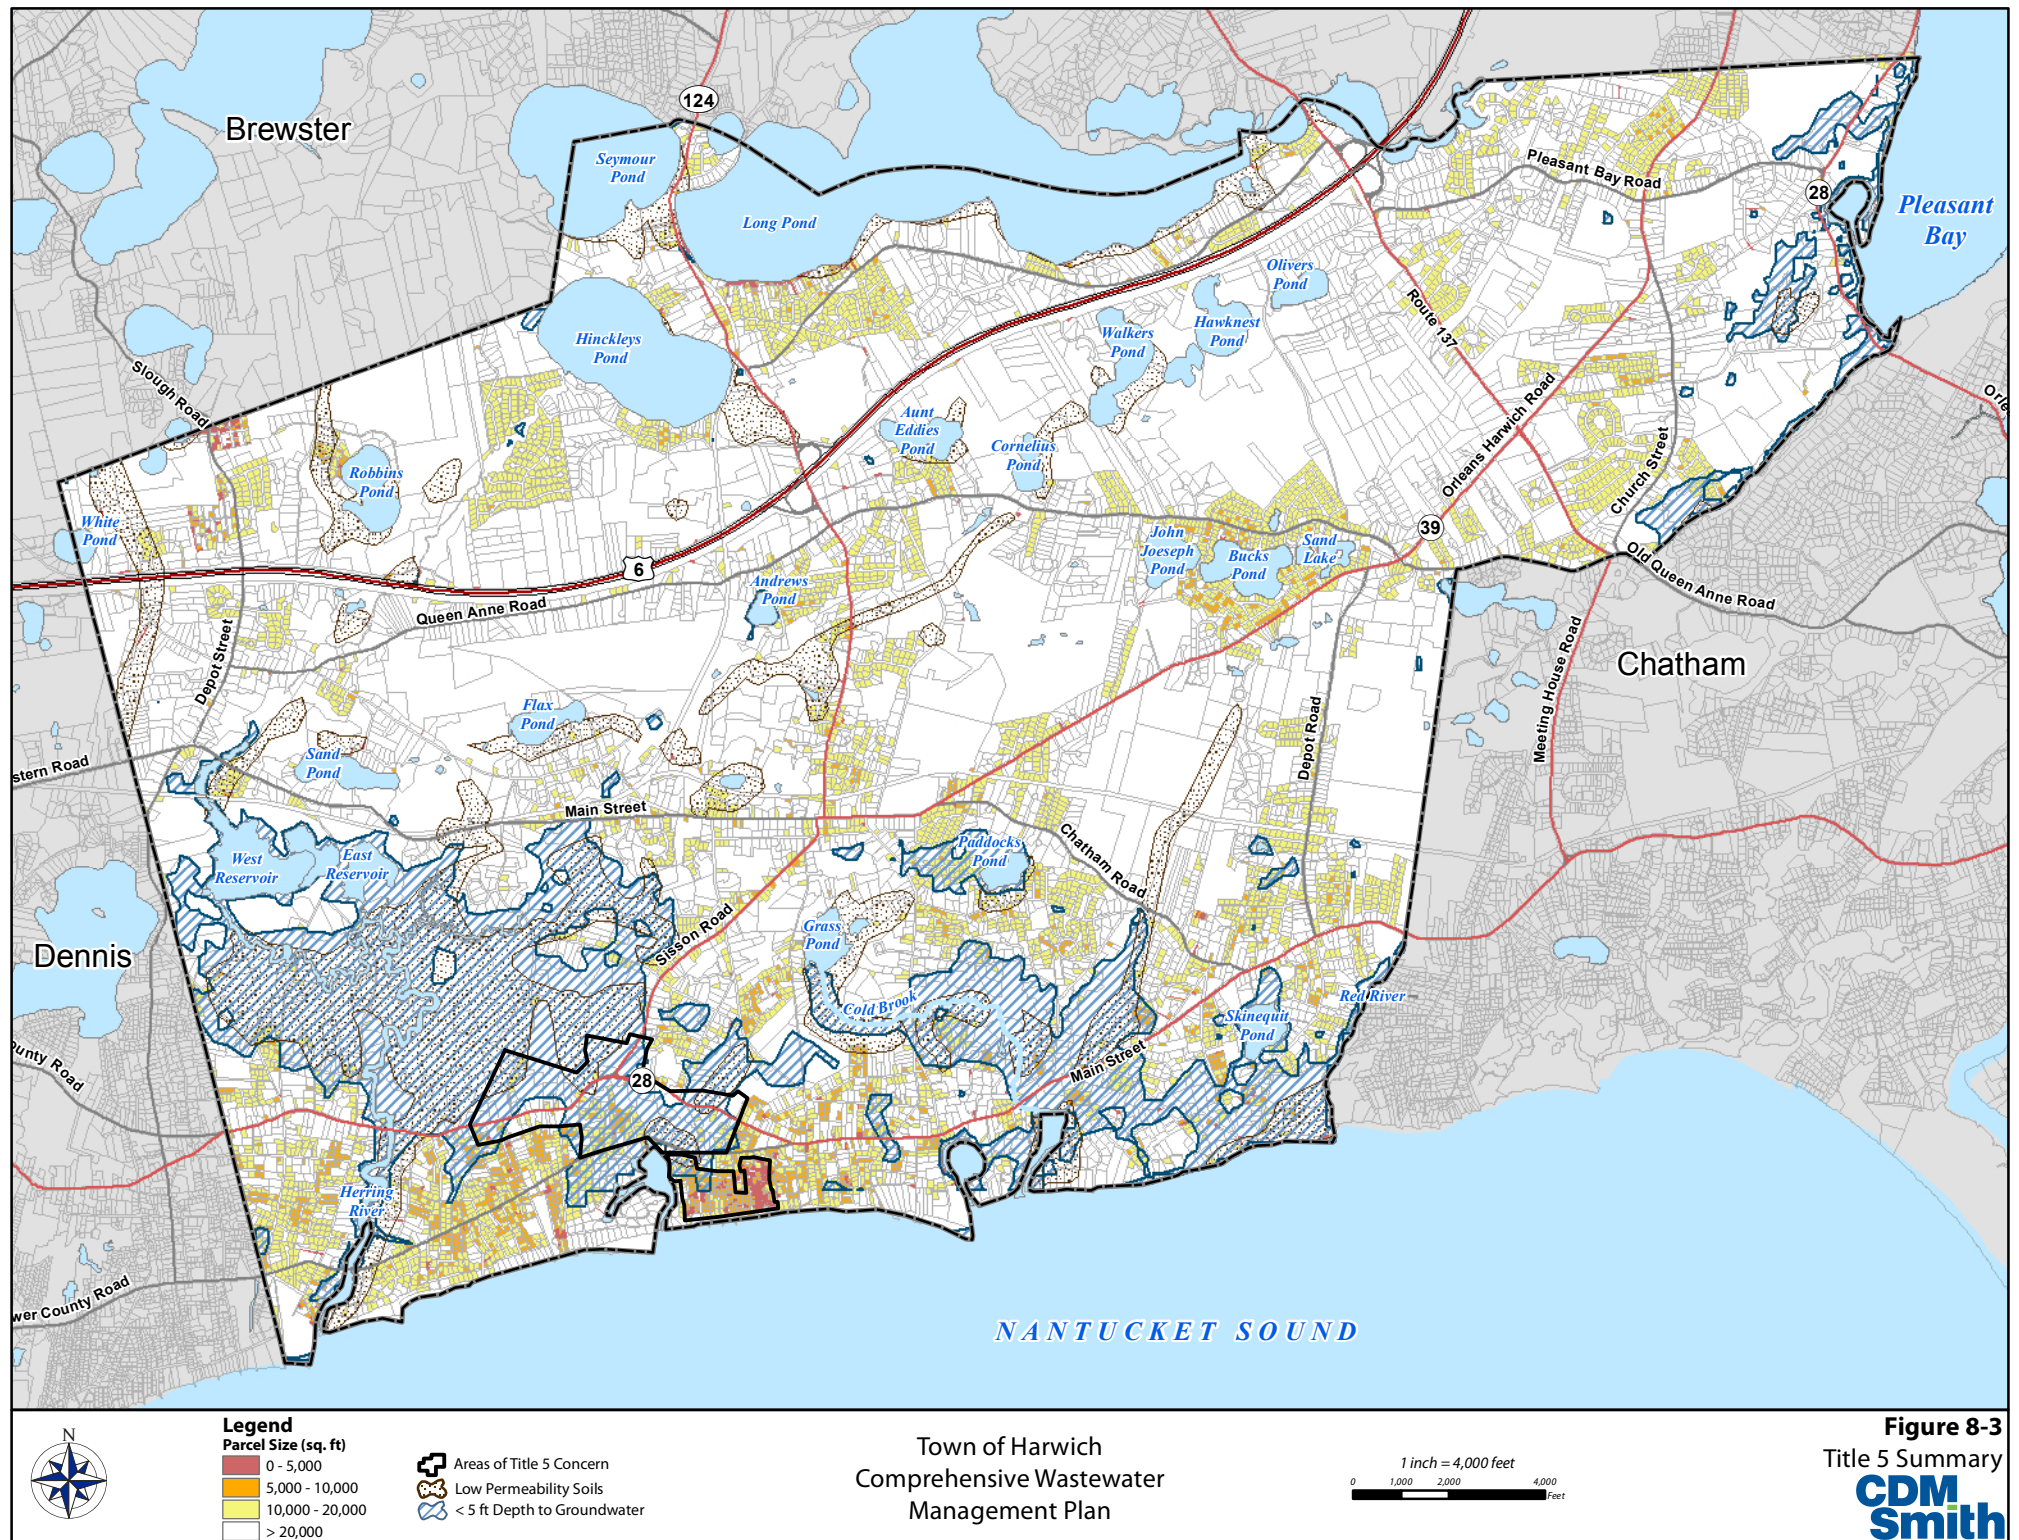 Brewster
124
Seymour
Pond
Long Pond
Pleasant Bay Road
28
Pleasant
Bay
Olivers
Pond
Hawknest
Pond
Walkers
Pond
Route 137
Hinckleys
Pond
Slough Road
Orle
Aunt
Eddies
Pond
Cornelius
Pond
Orleans Harwich Road
Church Street
Robbins
Pond
White
Pond
39
John
Joeseph
Pond
Bucks
Pond
Sand
Lake
Old Queen Anne Road
6
Andrews
Pond
Queen Anne Road
Depot Street
Meeting House Road
Chatham
Flax
Pond
Sand
Pond
stern Road
Depot Road
Main Street
Chatham Road
Paddocks
Pond
West
Reservoir
East
Reservoir
Sisson Road
Grass
Pond
Dennis
Cold Brook
Red River
Skinequit
Pond
Main Street
ounty Road
28
Herring
River
wer County Road
NANTUCKET SOUND
N
Legend
Parcel Size (sq. ft)
0 - 5,000
5,000 - 10,000
10,000 - 20,000
> 20,000
Areas of Title 5 Concern
Low Permeability Soils
< 5 ft Depth to Groundwater
Town of Harwich
Comprehensive Wastewater
Management Plan
1 inch = 4,000 feet
0 1,000 2,000 4,000
Feet
Figure 8-3
Title 5 Summary
CDM
Smith